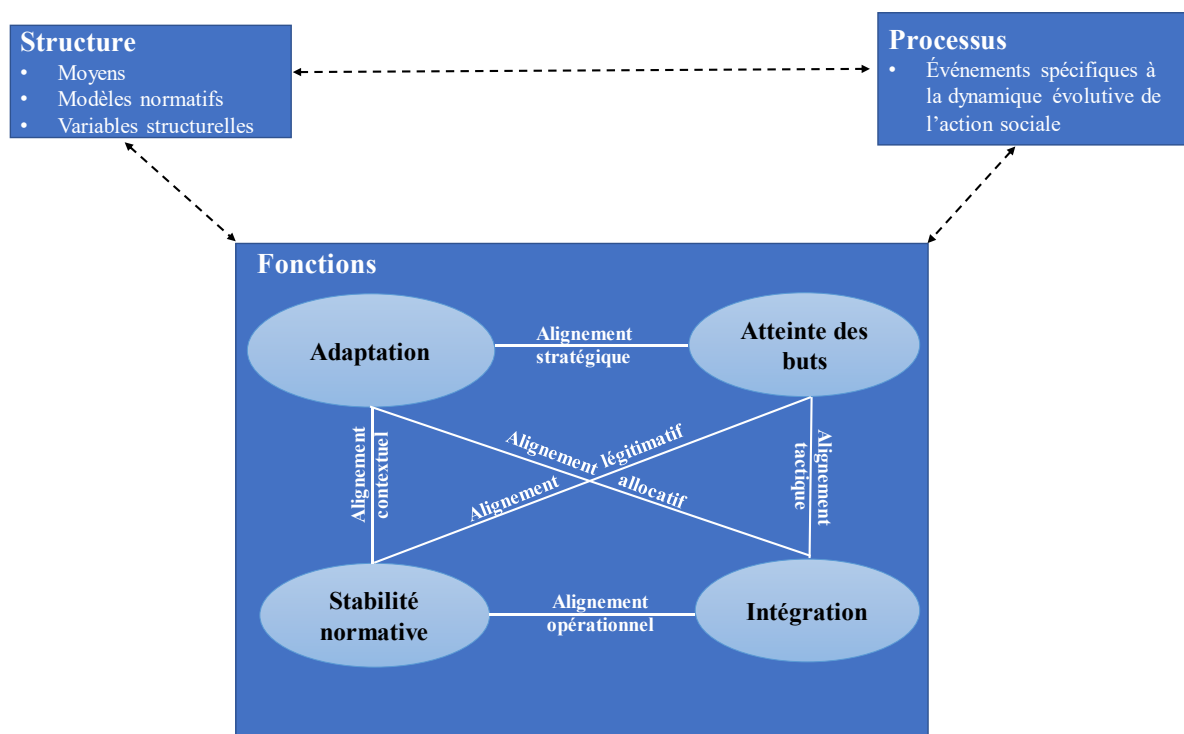 Structure
• Moyens
• Modèles normatifs
• Variables structurelles
Processus
• Événements spécifiques à
la dynamique évolutive de
l’action sociale
Fonctions
Adaptation
Alignement
stratégique
Atteinte des
buts
Alignement
contextuel
Alignement
allocatif
Alignement
légitimatif
Alignement
tactique
Stabilité
normative
Alignement
opérationnel
Intégration